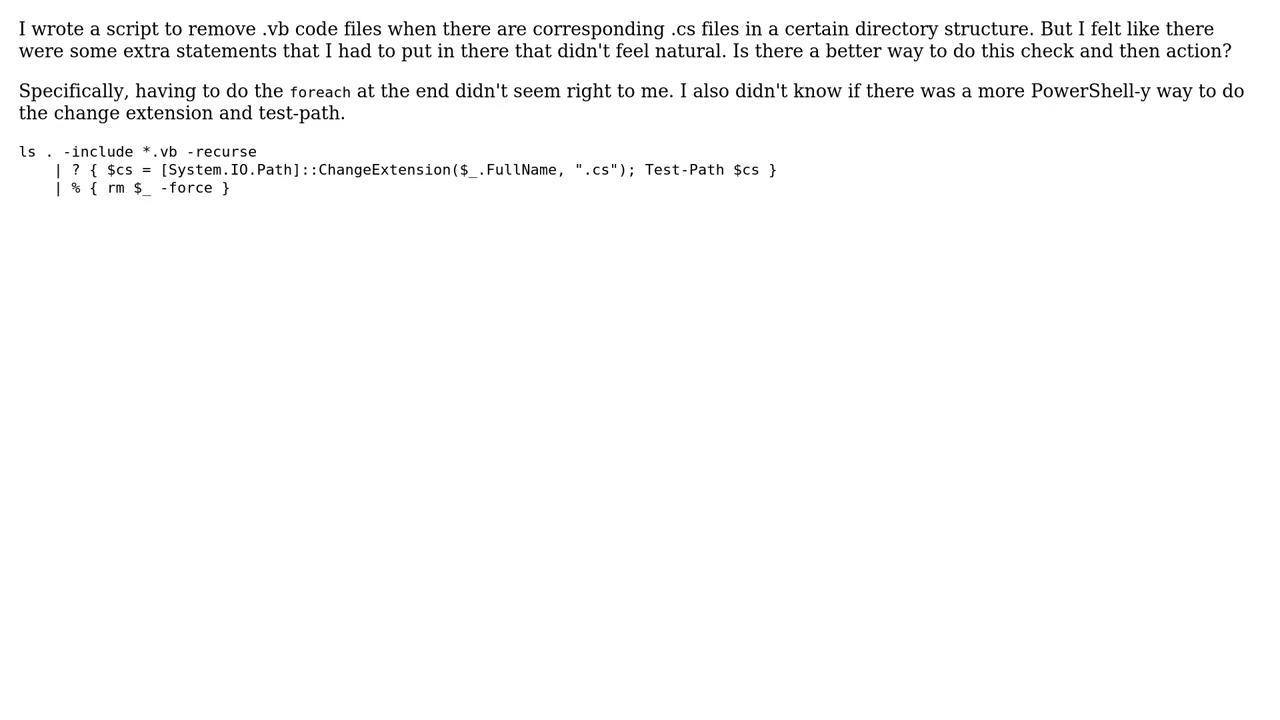 I wrote a script to remove .vb code files when there are corresponding .cs files in a certain directory structure. But I felt like there
were some extra statements that I had to put in there that didn't feel natural. Is there a better way to do this check and then action?
Specifically, having to do the foreach at the end didn't seem right to me. I also didn't know if there was a more PowerShell-y way to do
the change extension and test-path.
ls . -include *.vb -recurse
    | ? { $cs = [System.IO.Path]::ChangeExtension($_.FullName, ".cs"); Test-Path $cs }
    | % { rm $_ -force }